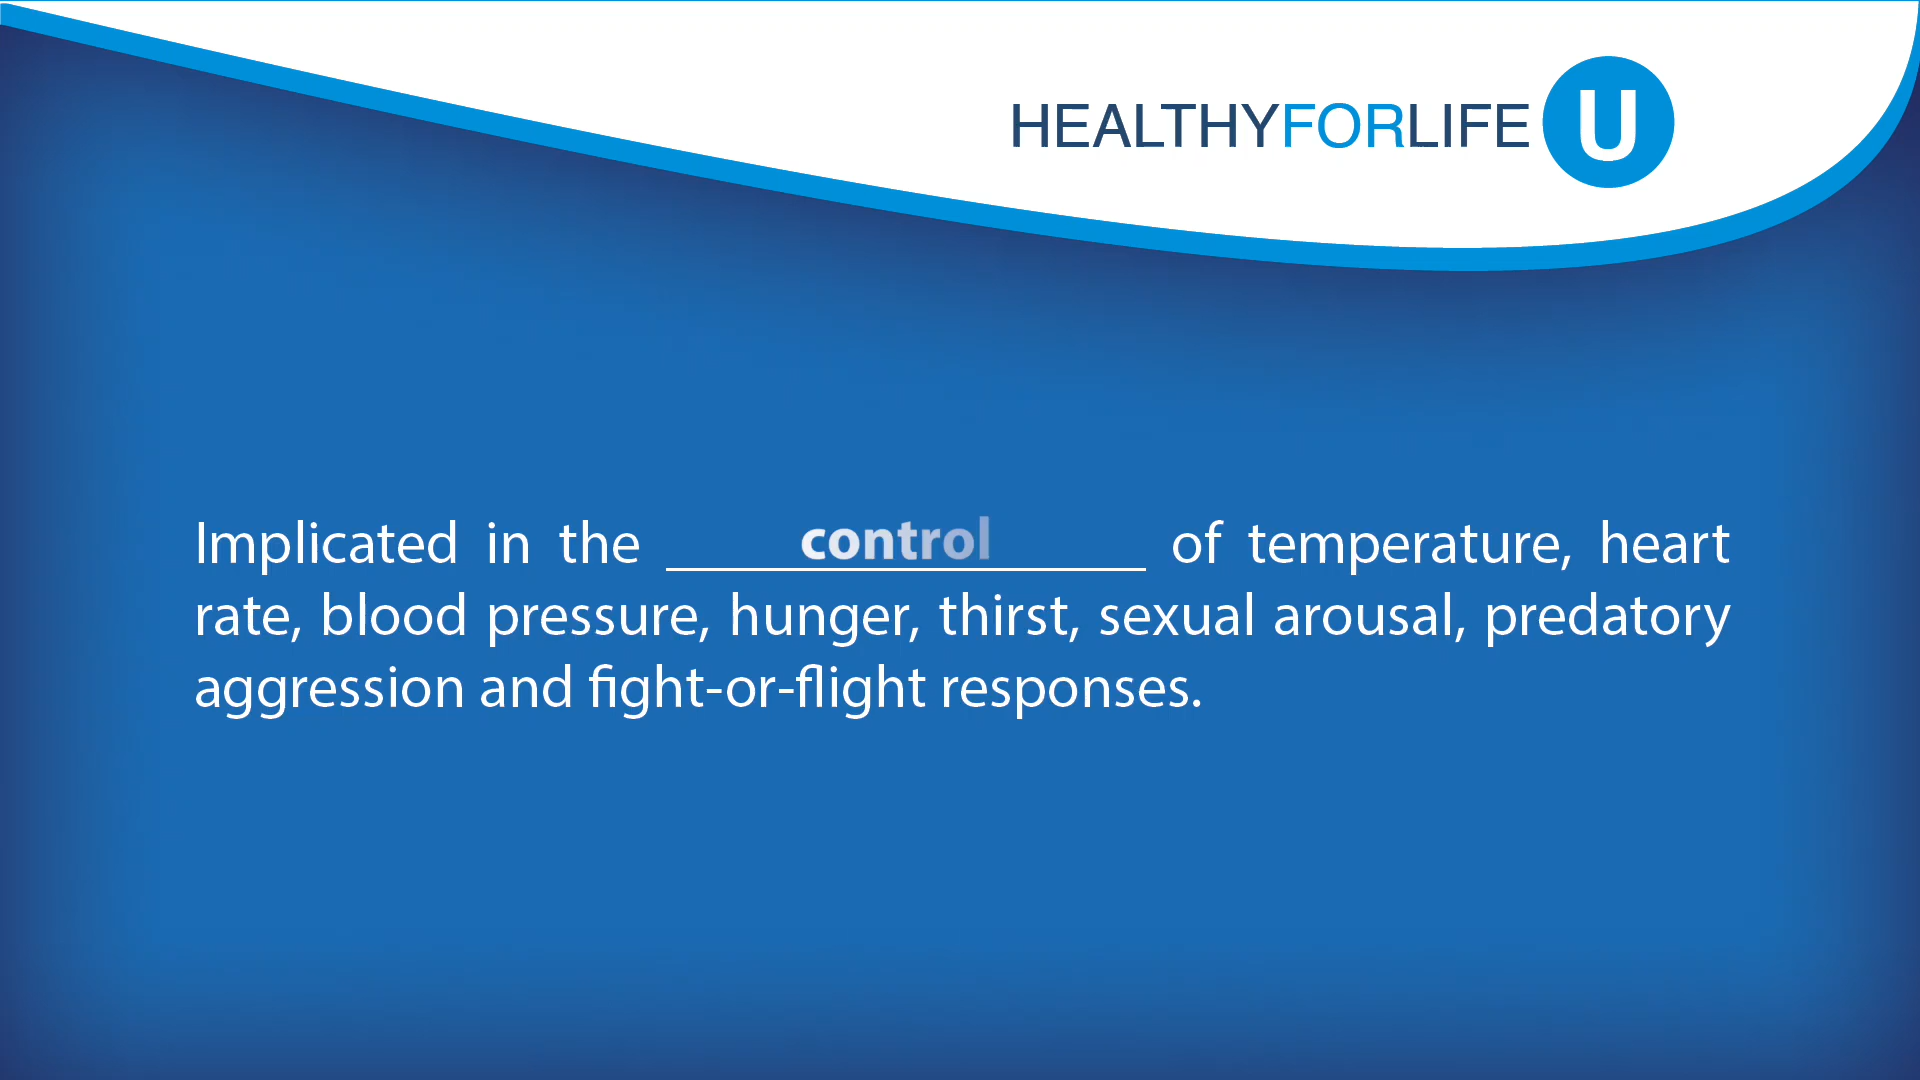 HEALTHYFORLIFE U
Implicated in the control of temperature, heart
rate, blood pressure, hunger, thirst, sexual arousal, predatory
aggression and fight-or-flight responses.